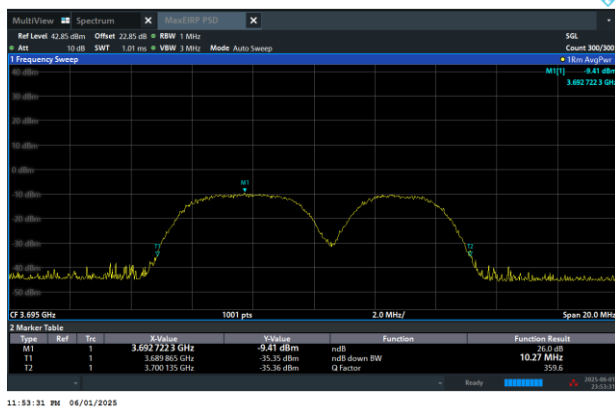 MultiView Spectrum X MaxEIRP PSD X
Ref Level 42.85 dBm Offset 22.85 dB RBW 1 MHz SGL
Att 10 dB SWT 1.01 ms VBW 3 MHz Mode Auto Sweep Count 300/300
1 Frequency Sweep 1Rm AvgPwr
M1[1] -9.41 dBm
3.692 722 3 GHz
40 dBm
30 dBm
20 dBm
10 dBm
0 dBm
M1
-10 dBm
-20 dBm
-30 dBm
T1 T2
-40 dBm
-50 dBm
CF 3.695 GHz 1001 pts 2.0 MHz/ Span 20.0 MHz
2 Marker Table
Type Ref Trc X-Value Y-Value Function Function Result
M1 1 3.692 722 3 GHz -9.41 dBm ndB 26.0 dB
T1 1 3.689 865 GHz -35.35 dBm ndB down BW 10.27 MHz
T2 1 3.700 135 GHz -35.36 dBm Q Factor 359.6
Ready 2025-06-01
23:53:31
11:53:31 PM 06/01/2025